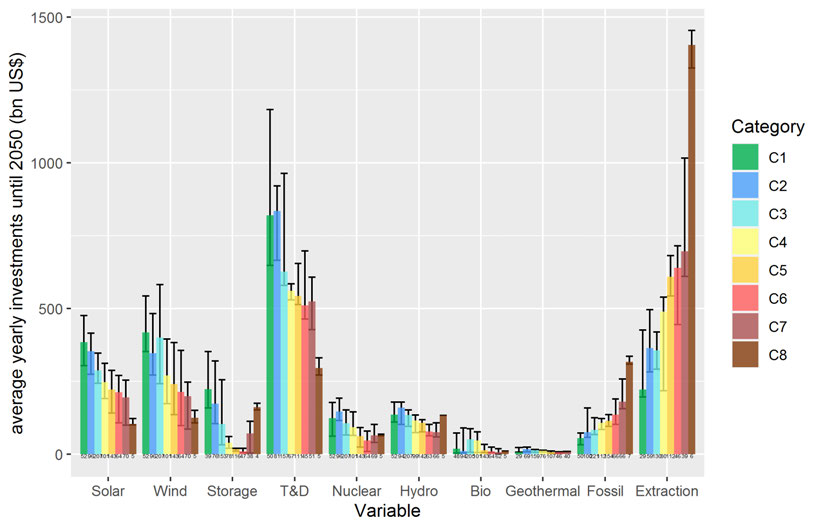 average yearly investments until 2050 (bn US$)
1500
1000
500
0
Solar Wind Storage T&D Nuclear Hydro Bio Geothermal Fossil Extraction
Variable
Category
C1
C2
C3
C4
C5
C6
C7
C8